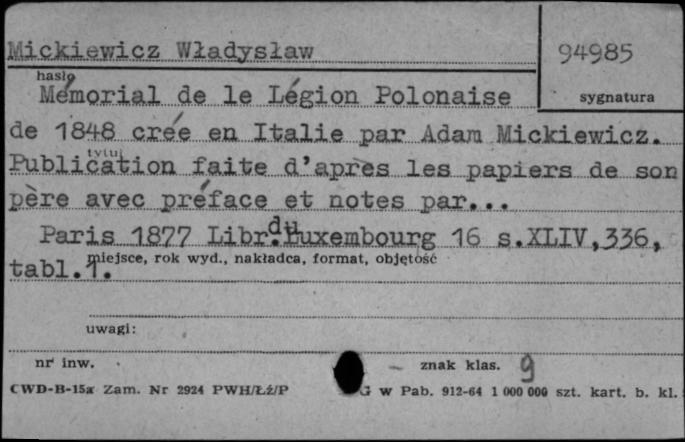 Mickiewicz Władysław
94985
hasło
sygnatura
Mémorial de le Légion Polonaise
de 1848 crée en Italie par Adam Mickiewicz.
tytuł
Publication faite d'après les papiers de son
père avec préface et notes par...
Paris 1877 Libr. du Luxembourg 16 s.XLIV,336,
miejsce, rok wyd., nakładca, format, objętość
tabl.1.
uwagi:
nr inw.
znak klas. 9
CWD-B-15a Zam. Nr 2924 PWH/Łź/P
G w Pab. 912-64 1 000 000 szt. kart. b. kl.